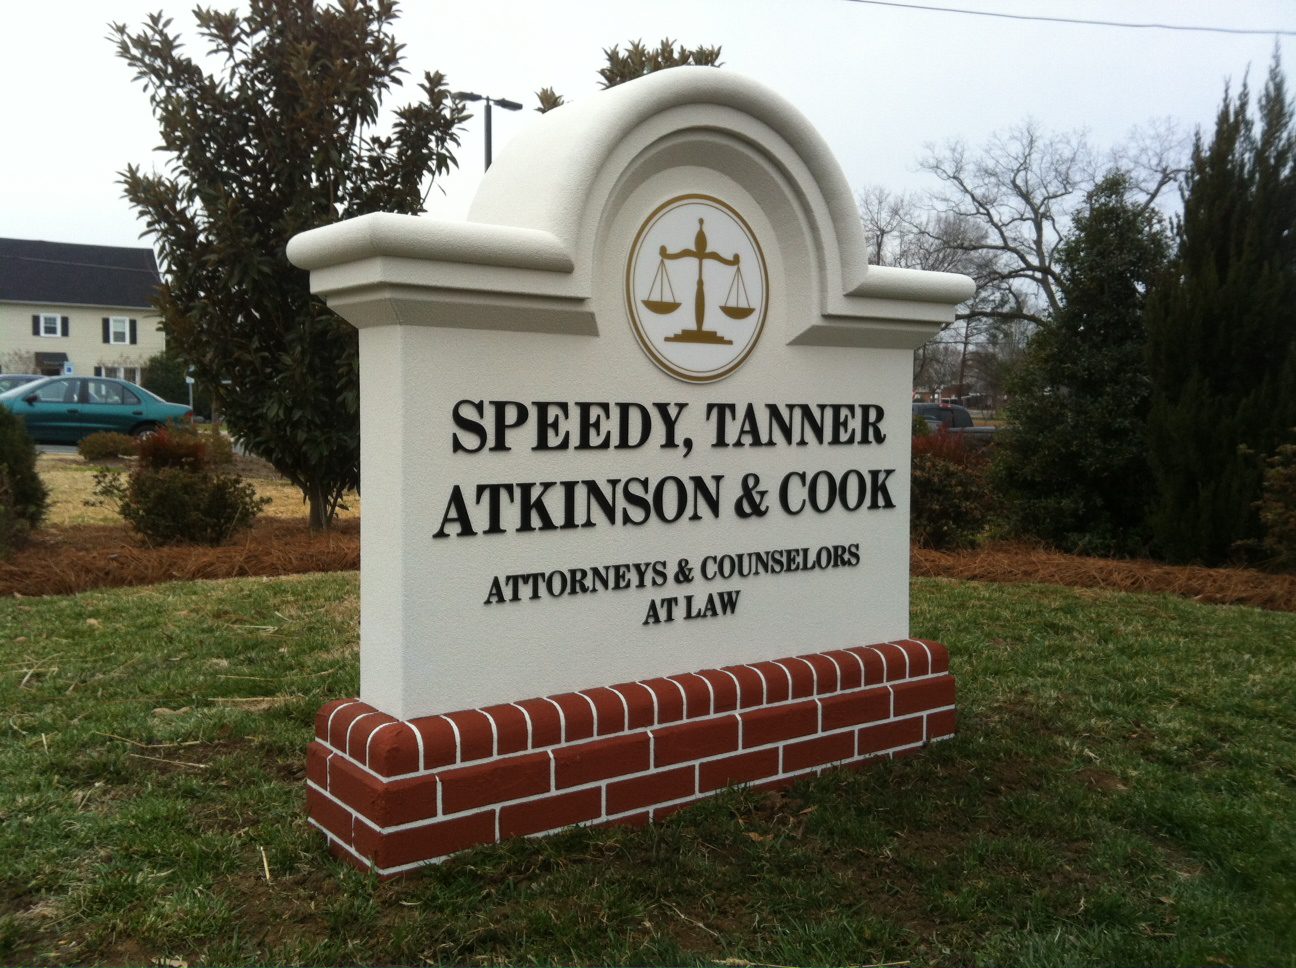 SPEEDY, TANNER
ATKINSON & COOK
ATTORNEYS & COUNSELORS
AT LAW